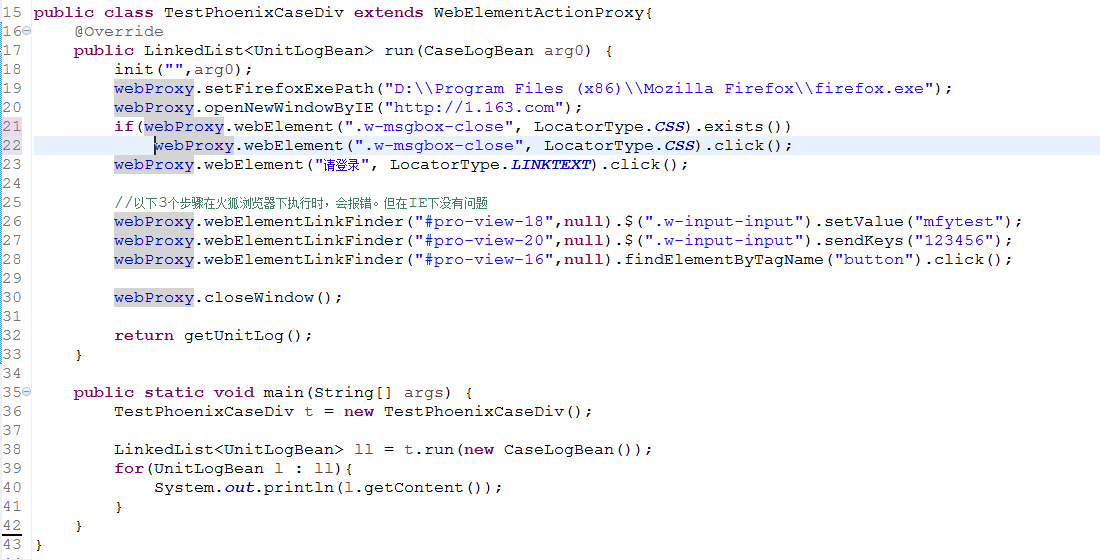 15 public class TestPhoenixCaseDiv extends WebElementActionProxy{
16 @Override
17 public LinkedList<UnitLogBean> run(CaseLogBean arg0) {
18 init("",arg0);
19 webProxy.setFirefoxExePath("D:\\Program Files (x86)\\Mozilla Firefox\\firefox.exe");
20 webProxy.openNewWindowByIE("http://1.163.com");
21 if(webProxy.webElement(".w-msgbox-close", LocatorType.CSS).exists())
22 webProxy.webElement(".w-msgbox-close", LocatorType.CSS).click();
23 webProxy.webElement("请登录", LocatorType.LINKTEXT).click();
24
25 //以下3个步骤在火狐浏览器下执行时，会报错。但在IE下没有问题
26 webProxy.webElementLinkFinder("#pro-view-18",null).$(".w-input-input").setValue("mfytest");
27 webProxy.webElementLinkFinder("#pro-view-20",null).$(".w-input-input").sendKeys("123456");
28 webProxy.webElementLinkFinder("#pro-view-16",null).findElementByTagName("button").click();
29
30 webProxy.closeWindow();
31
32 return getUnitLog();
33 }
34
35 public static void main(String[] args) {
36 TestPhoenixCaseDiv t = new TestPhoenixCaseDiv();
37
38 LinkedList<UnitLogBean> ll = t.run(new CaseLogBean());
39 for(UnitLogBean l : ll){
40 System.out.println(l.getContent());
41 }
42 }
43 }